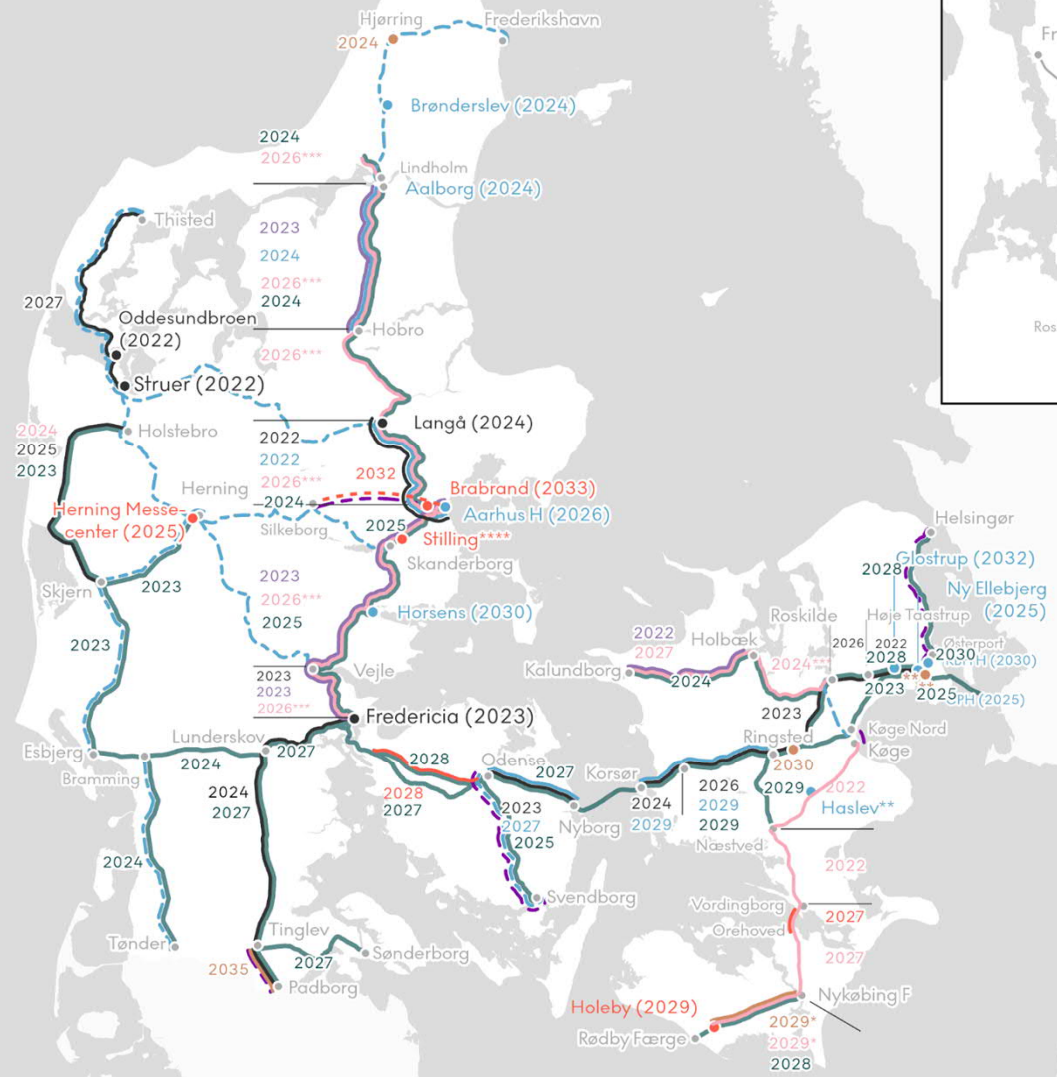 Hjørring
Frederikshavn
2024
Fr
Brønderslev (2024)
2024
2026***
Lindholm
Aalborg (2024)
Thisted
2023
2024
2026***
2024
2027
Oddesundbroen
(2022)
Hobro
Ros
2026***
Struer (2022)
Langå (2024)
2024
2025
2023
Holstebro
2022
2022
2026***
2024
2032
Herning
Brabrand (2033)
Herning Messe-
center (2025)
Aarhus H (2026)
Silkeborg
2025
Stilling****
Skanderborg
Helsingør
Glostrup (2032)
2028
Ny Ellebjerg
(2025)
Skjern
2023
2023
2026***
2025
Horsens (2030)
Roskilde
Høje Taastrup
2023
2022
2027
Holbæk
2026
2022
Østerport
2028
2030
KBH H (2030)
Kalundborg
2024***
2024
2023
**
**
2025
CPH (2025)
Vejle
2023
2023
2026***
Fredericia (2023)
2023
Køge Nord
Køge
Ringsted
2030
Esbjerg
Lunderskov
2027
Bramming
2024
2028
Odense
2027
Korsør
2028
2027
2024
2027
2023
2027
2025
Nyborg
2024
2029
2026
2029
2029
2029
2022
Haslev**
Næstved
2024
2022
Svendborg
Vordingborg
2027
Orehoved
2027
Tønder
Tinglev
2027
Sønderborg
2035
Padborg
Holeby (2029)
Nykøbing F
Rødby Færge
2029*
2029*
2028